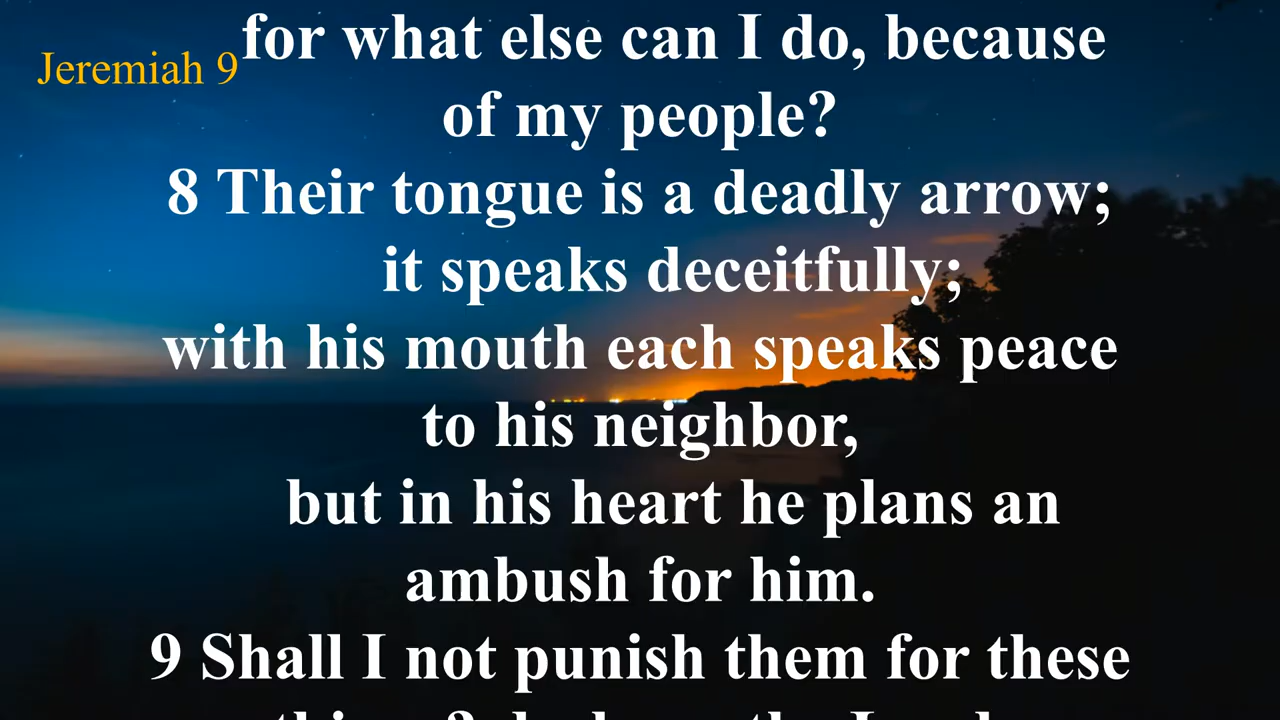 Jeremiah 9
for what else can I do, because
of my people?
8 Their tongue is a deadly arrow;
it speaks deceitfully;
with his mouth each speaks peace
to his neighbor,
but in his heart he plans an
ambush for him.
9 Shall I not punish them for these